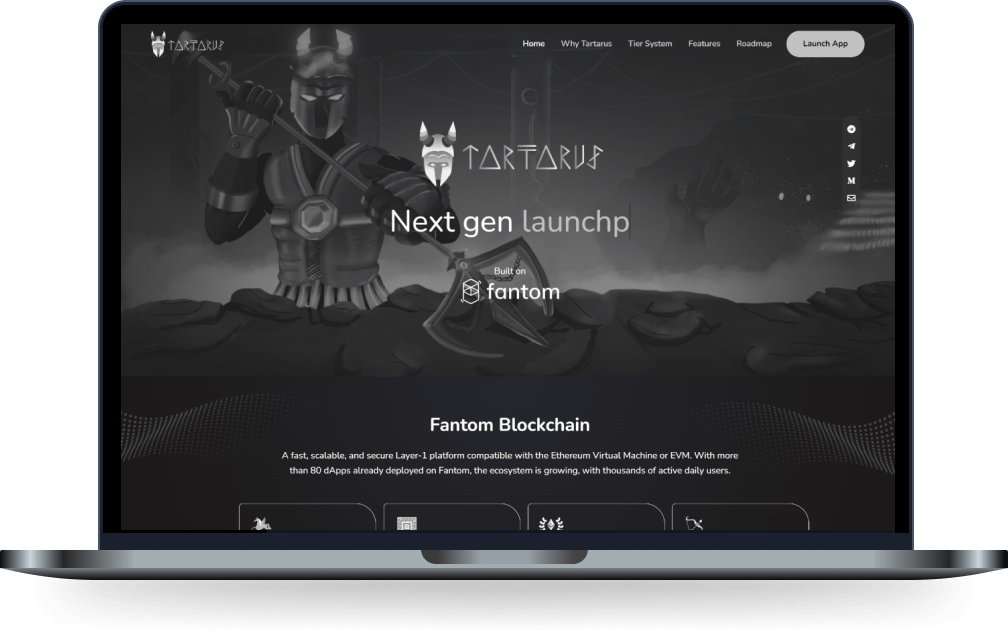 TARTARUS
Home Why Tartarus Tier System Features Roadmap Launch App
TARTARUS
Next gen launchp
Built on
fantom
Fantom Blockchain
A fast, scalable, and secure Layer-1 platform compatible with the Ethereum Virtual Machine or EVM. With more
than 80 dApps already deployed on Fantom, the ecosystem is growing, with thousands of active daily users.